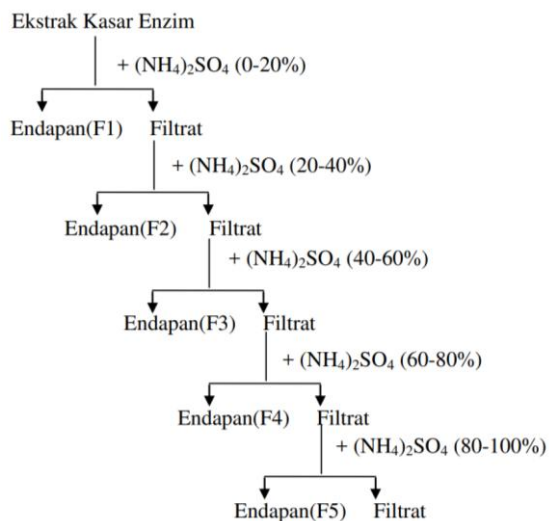 Ekstrak Kasar Enzim
+ (NH₄)₂SO₄ (0-20%)
Endapan(F1) Filtrat
+ (NH₄)₂SO₄ (20-40%)
Endapan(F2) Filtrat
+ (NH₄)₂SO₄ (40-60%)
Endapan(F3) Filtrat
+ (NH₄)₂SO₄ (60-80%)
Endapan(F4) Filtrat
+ (NH₄)₂SO₄ (80-100%)
Endapan(F5) Filtrat